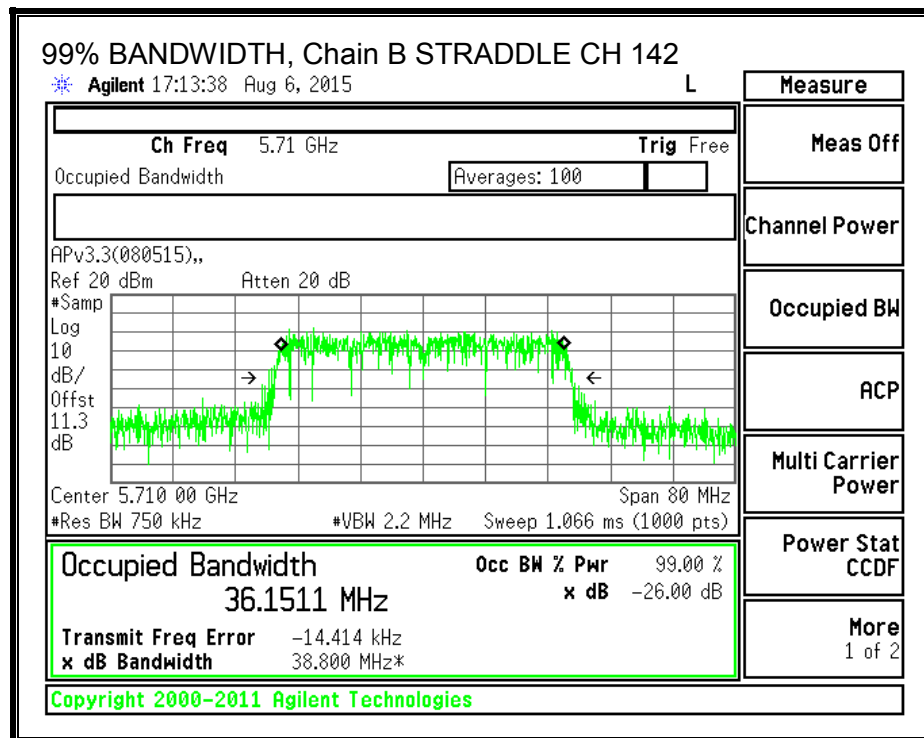 99% BANDWIDTH, Chain B STRADDLE CH 142
Agilent 17:13:38 Aug 6, 2015 L
Measure
Ch Freq 5.71 GHz Trig Free
Occupied Bandwidth Averages: 100
Meas Off
Channel Power
Occupied BW
ACP
Multi Carrier
Power
Power Stat
CCDF
More
1 of 2
APv3.3(080515),,
Ref 20 dBm Atten 20 dB
#Samp
Log
10
dB/
Offst
11.3
dB
Center 5.710 00 GHz Span 80 MHz
#Res BW 750 kHz #VBW 2.2 MHz Sweep 1.066 ms (1000 pts)
Occupied Bandwidth Occ BW % Pwr 99.00 %
36.1511 MHz x dB -26.00 dB
Transmit Freq Error -14.414 kHz
x dB Bandwidth 38.800 MHz*
Copyright 2000-2011 Agilent Technologies